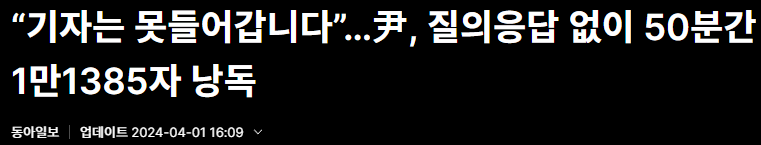 “기자는 못들어갑니다”…尹, 질의응답 없이 50분간
1만1385자 낭독
동아일보 업데이트 2024-04-01 16:09